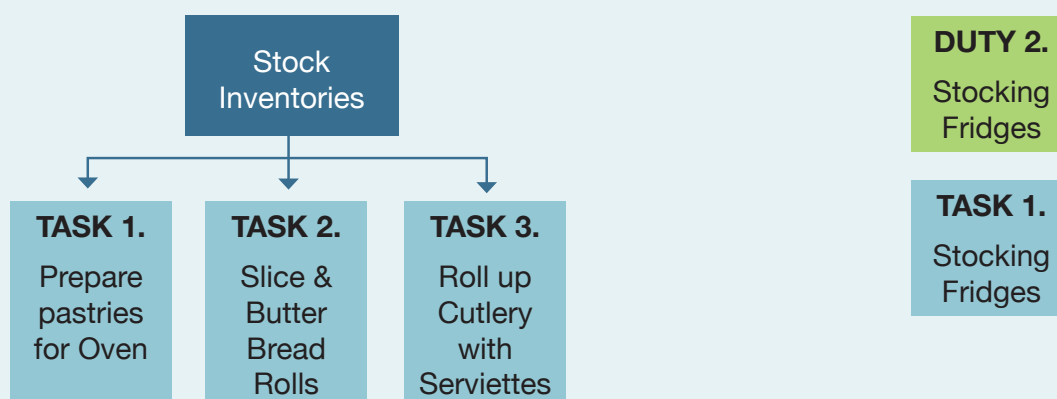 Stock
Inventories
TASK 1.
Prepare
pastries
for Oven
TASK 2.
Slice &
Butter
Bread
Rolls
TASK 3.
Roll up
Cutlery
with
Serviettes
DUTY 2.
Stocking
Fridges
TASK 1.
Stocking
Fridges